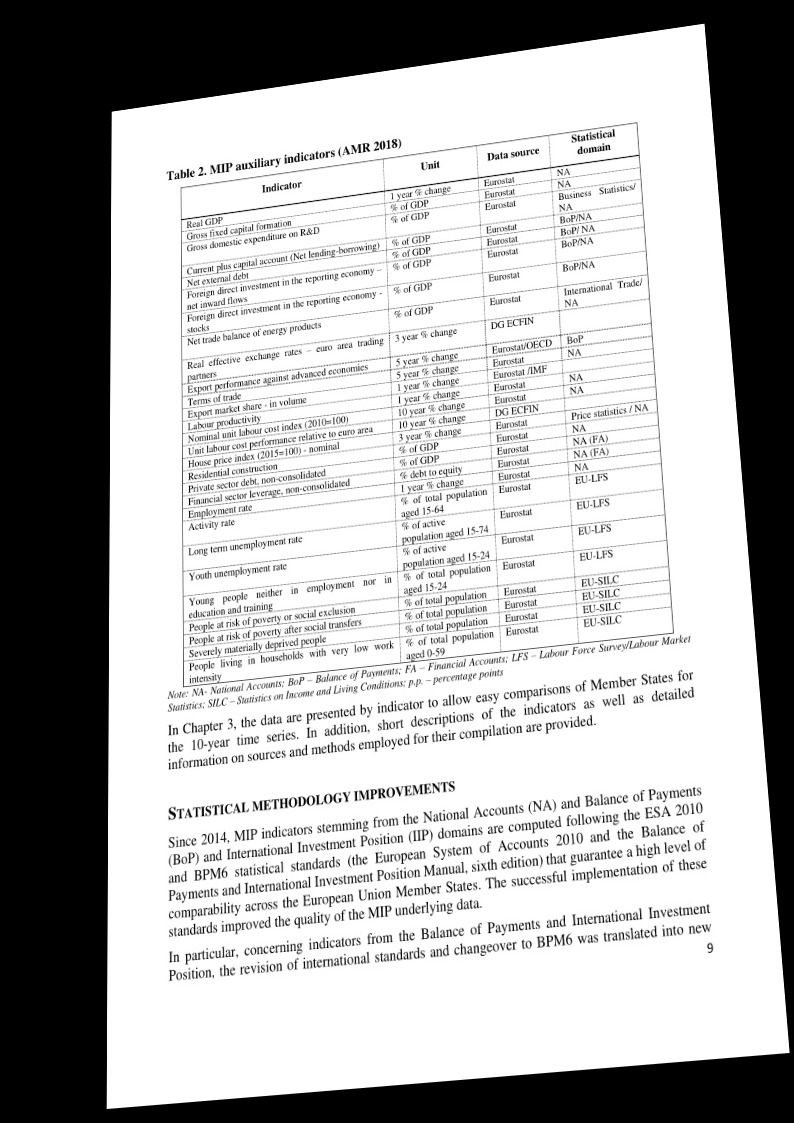 Table 2. MIP auxiliary indicators (AMR 2018)
Indicator Unit Data source Statistical domain
Real GDP 1 year % change Eurostat NA
Gross fixed capital formation % of GDP Eurostat NA
Gross domestic expenditure on R&D % of GDP Eurostat Business Statistics/
NA
Current plus capital account (Net lending-borrowing) % of GDP Eurostat BoP/NA
Net external debt % of GDP Eurostat BoP/ NA
Foreign direct investment in the reporting economy – % of GDP Eurostat BoP/NA
net inward flows
Foreign direct investment in the reporting economy - % of GDP Eurostat BoP/NA
stocks
Net trade balance of energy products % of GDP Eurostat International Trade/
NA
Real effective exchange rates – euro area trading 3 year % change DG ECFIN
partners
Export performance against advanced economies 5 year % change Eurostat/OECD BoP
Terms of trade 5 year % change Eurostat NA
Export market share - in volume 1 year % change Eurostat /IMF
Labour productivity 1 year % change Eurostat NA
Nominal unit labour cost index (2010=100) 10 year % change Eurostat NA
Unit labour cost performance relative to euro area 10 year % change DG ECFIN
House price index (2015=100) - nominal 3 year % change Eurostat Price statistics / NA
Residential construction % of GDP Eurostat NA
Private sector debt, non-consolidated % of GDP Eurostat NA (FA)
Financial sector leverage, non-consolidated % debt to equity Eurostat NA (FA)
Employment rate 1 year % change Eurostat NA
Activity rate % of total population Eurostat EU-LFS
aged 15-64
Long term unemployment rate % of active Eurostat EU-LFS
population aged 15-74
Youth unemployment rate % of active Eurostat EU-LFS
population aged 15-24
Young people neither in employment nor in % of total population Eurostat EU-LFS
education and training aged 15-24
People at risk of poverty or social exclusion % of total population Eurostat EU-SILC
People at risk of poverty after social transfers % of total population Eurostat EU-SILC
Severely materially deprived people % of total population Eurostat EU-SILC
People living in households with very low work % of total population Eurostat EU-SILC
intensity aged 0-59
Note: NA- National Accounts; BoP – Balance of Payments; FA – Financial Accounts; LFS – Labour Force Survey/Labour Market
Statistics; SILC – Statistics on Income and Living Conditions; p.p. – percentage points
In Chapter 3, the data are presented by indicator to allow easy comparisons of Member States for
the 10-year time series. In addition, short descriptions of the indicators as well as detailed
information on sources and methods employed for their compilation are provided.
STATISTICAL METHODOLOGY IMPROVEMENTS
Since 2014, MIP indicators stemming from the National Accounts (NA) and Balance of Payments
(BoP) and International Investment Position (IIP) domains are computed following the ESA 2010
and BPM6 statistical standards (the European System of Accounts 2010 and the Balance of
Payments and International Investment Position Manual, sixth edition) that guarantee a high level of
comparability across the European Union Member States. The successful implementation of these
standards improved the quality of the MIP underlying data.
In particular, concerning indicators from the Balance of Payments and International Investment
Position, the revision of international standards and changeover to BPM6 was translated into new
9